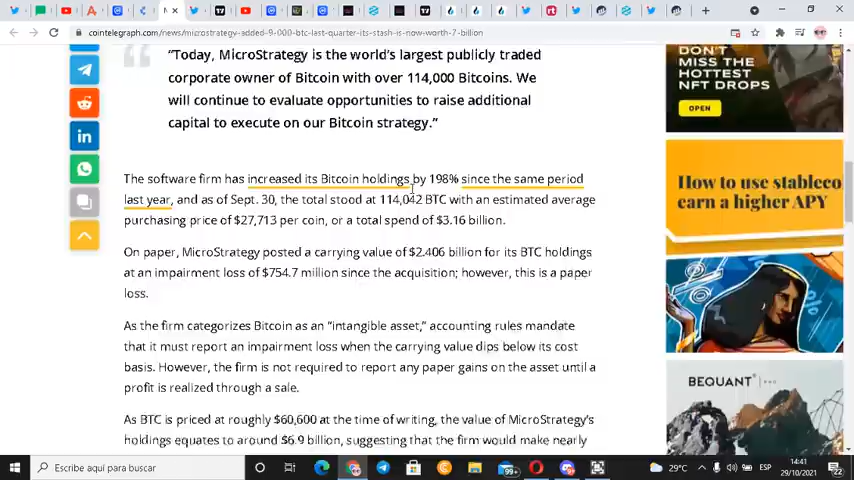 cointelegraph.com/news/microstrategy-added-9-000-btc-last-quarter-its-stash-is-now-worth-7-billion
"Today, MicroStrategy is the world's largest publicly traded
corporate owner of Bitcoin with over 114,000 Bitcoins. We
will continue to evaluate opportunities to raise additional
capital to execute on our Bitcoin strategy."
The software firm has increased its Bitcoin holdings by 198% since the same period
last year, and as of Sept. 30, the total stood at 114,042 BTC with an estimated average
purchasing price of $27,713 per coin, or a total spend of $3.16 billion.
On paper, MicroStrategy posted a carrying value of $2.406 billion for its BTC holdings
at an impairment loss of $754.7 million since the acquisition; however, this is a paper
loss.
As the firm categorizes Bitcoin as an "intangible asset," accounting rules mandate
that it must report an impairment loss when the carrying value dips below its cost
basis. However, the firm is not required to report any paper gains on the asset until a
profit is realized through a sale.
As BTC is priced at roughly $60,600 at the time of writing, the value of MicroStrategy's
holdings equates to around $6.9 billion, suggesting that the firm would make nearly
DON'T
MISS THE
HOTTEST
NFT DROPS
OPEN
How to use stableco
earn a higher APY
BEQUANT
Escribe aquí para buscar
99+
29°C
ESP
14:41
29/10/2021
22